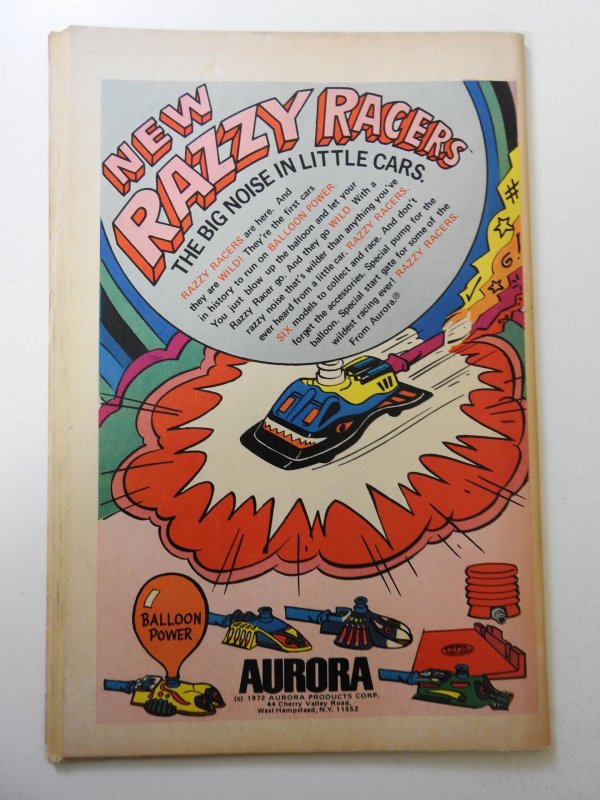 NEW
RAZZY RACERS™
THE BIG NOISE IN LITTLE CARS.
RAZZY RACERS are here. And
they are WILD! They're the first cars
in history to run on BALLOON POWER.
You just blow up the balloon and let your
Razzy Racer go. And they go WILD. With a
razzy noise that's wilder than anything you've
ever heard from a little car. RAZZY RACERS.
SIX models to collect and race. And don't
forget the accessories. Special pump for the
balloon. Special start gate for some of the
wildest racing ever! RAZZY RACERS.
From Aurora.®
#
G!
BALLOON
POWER
AURORA
(c) 1972 AURORA PRODUCTS CORP.
44 Cherry Valley Road,
West Hempstead, N.Y. 11552